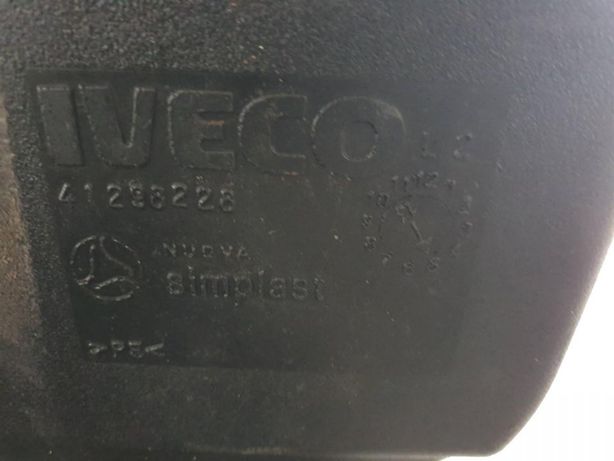 IVECO
41298228
NUOVA
simplast
>PE<